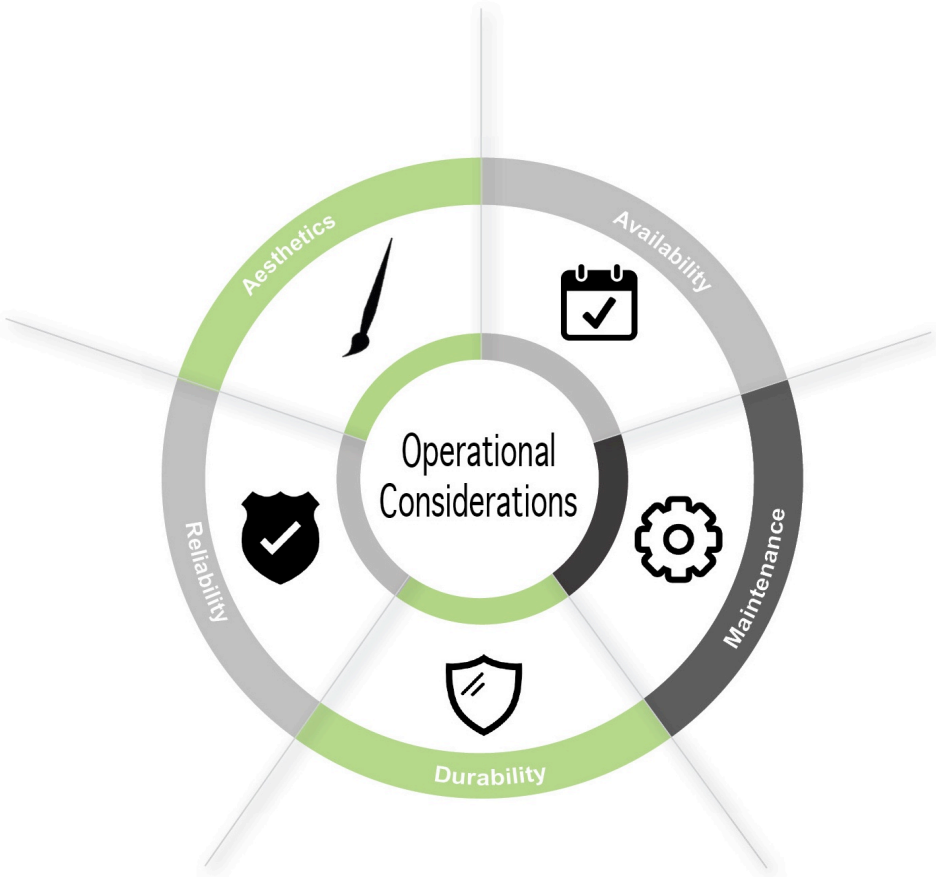 Operational
Considerations
Aesthetics
Availability
Maintenance
Durability
Reliability